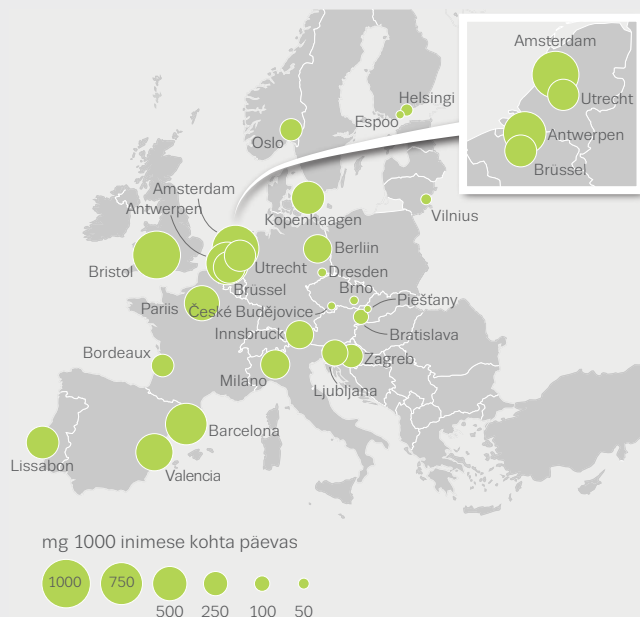 Amsterdam
Utrecht
Antwerpen
Brüssel
Helsingi
Espoo
Oslo
Amsterdam
Antwerpen
Kopenhaagen
Vilnius
Berliin
Bristol
Utrecht
Dresden
Brüssel
Brno
Piešťany
Pariis
České Budějovice
Innsbruck
Bratislava
Bordeaux
Zagreb
Milano
Ljubljana
Barcelona
Lissabon
Valencia
mg 1000 inimese kohta päevas
1000 750 500 250 100 50